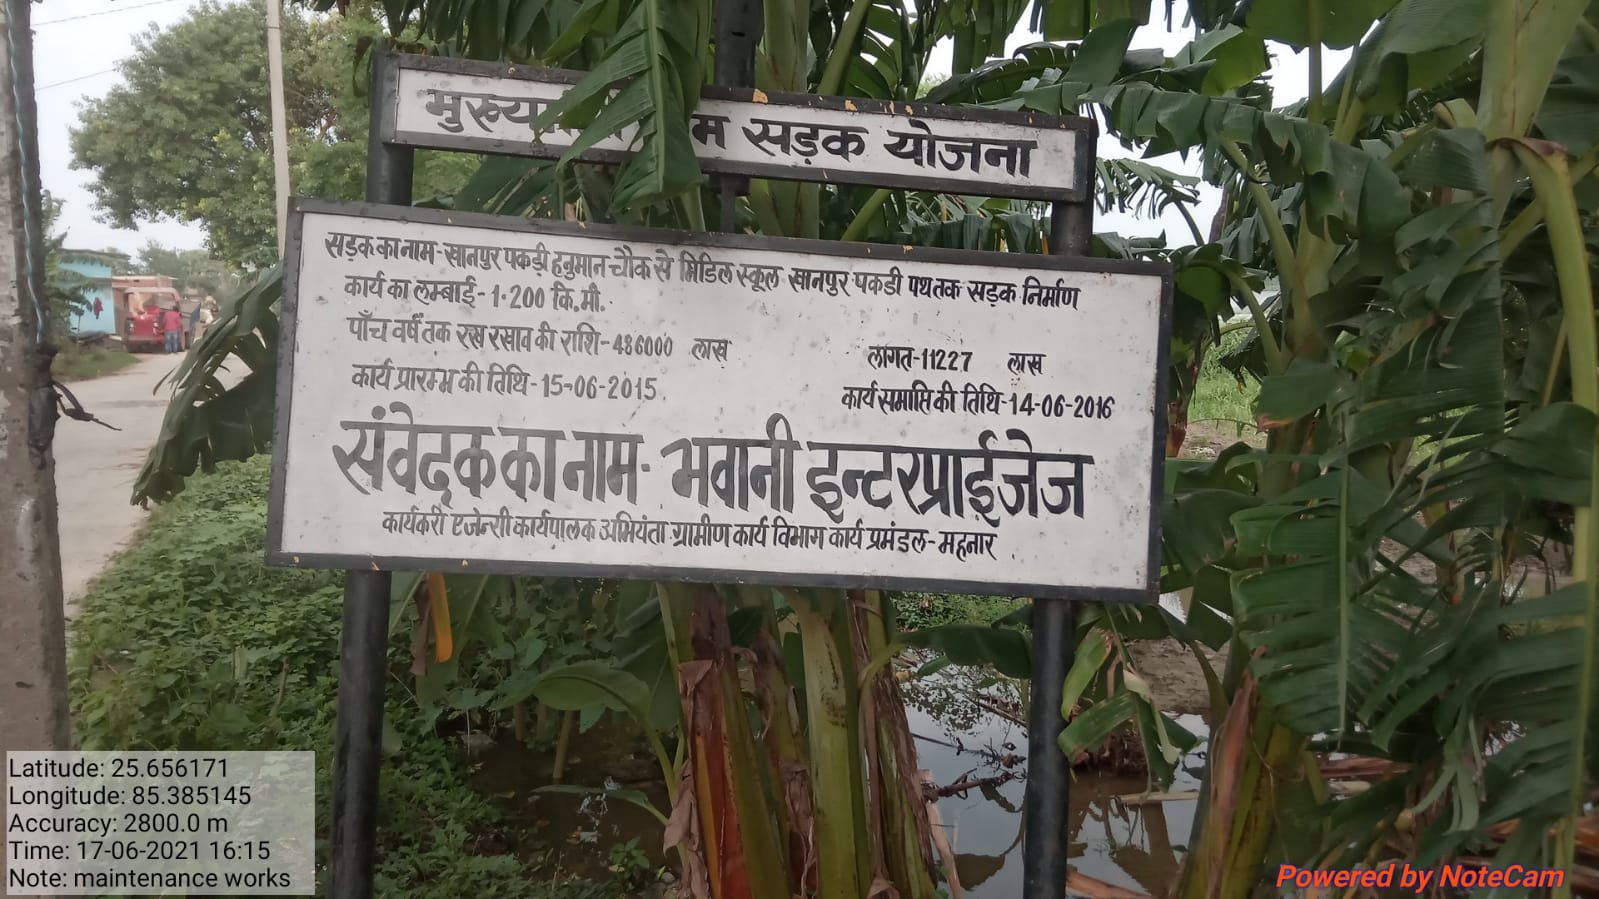 सड़क योजना
सड़क का नाम-खानपुर पकडी हनुमान चौक से मिडिल स्कूल खानपुर पकडी पथ तक सड़क निर्माण
कार्य का लम्बाई-1.200 कि.मी.
पाँच वर्ष तक रख रखाव की राशि-486000 लाख
लागत-11227 लाख
कार्य प्रारम्भ की तिथि-15-06-2015
कार्य समाप्ति की तिथि-14-06-2016
संवेदक का नाम- भवानी इन्टरप्राईजेज
कार्यकरी एजेन्सी कार्यपालक अभियंता ग्रामीण कार्य विभाग कार्य प्रमंडल-महनार
Latitude: 25.656171
Longitude: 85.385145
Accuracy: 2800.0 m
Time: 17-06-2021 16:15
Note: maintenance works
Powered by NoteCam